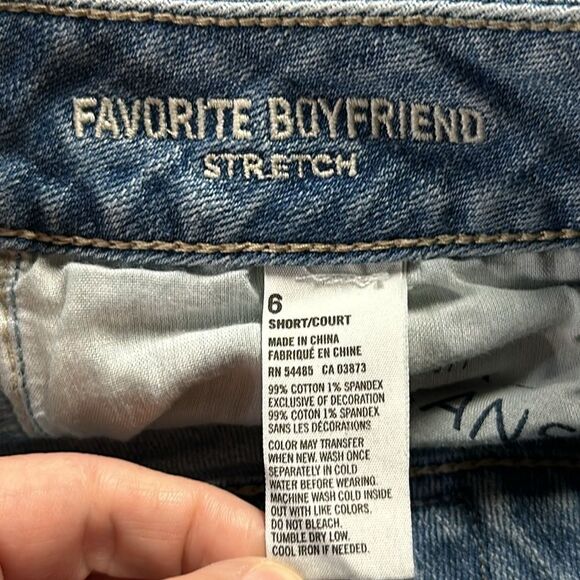 FAVORITE BOYFRIEND
STRETCH
6
SHORT/COURT
MADE IN CHINA
FABRIQUÉ EN CHINE
RN 54485 CA 03873
99% COTTON 1% SPANDEX
EXCLUSIVE OF DECORATION
99% COTON 1% SPANDEX
SANS LES DÉCORATIONS
COLOR MAY TRANSFER
WHEN NEW. WASH ONCE
SEPARATELY IN COLD
WATER BEFORE WEARING.
MACHINE WASH COLD INSIDE
OUT WITH LIKE COLORS.
DO NOT BLEACH.
TUMBLE DRY LOW.
COOL IRON IF NEEDED.